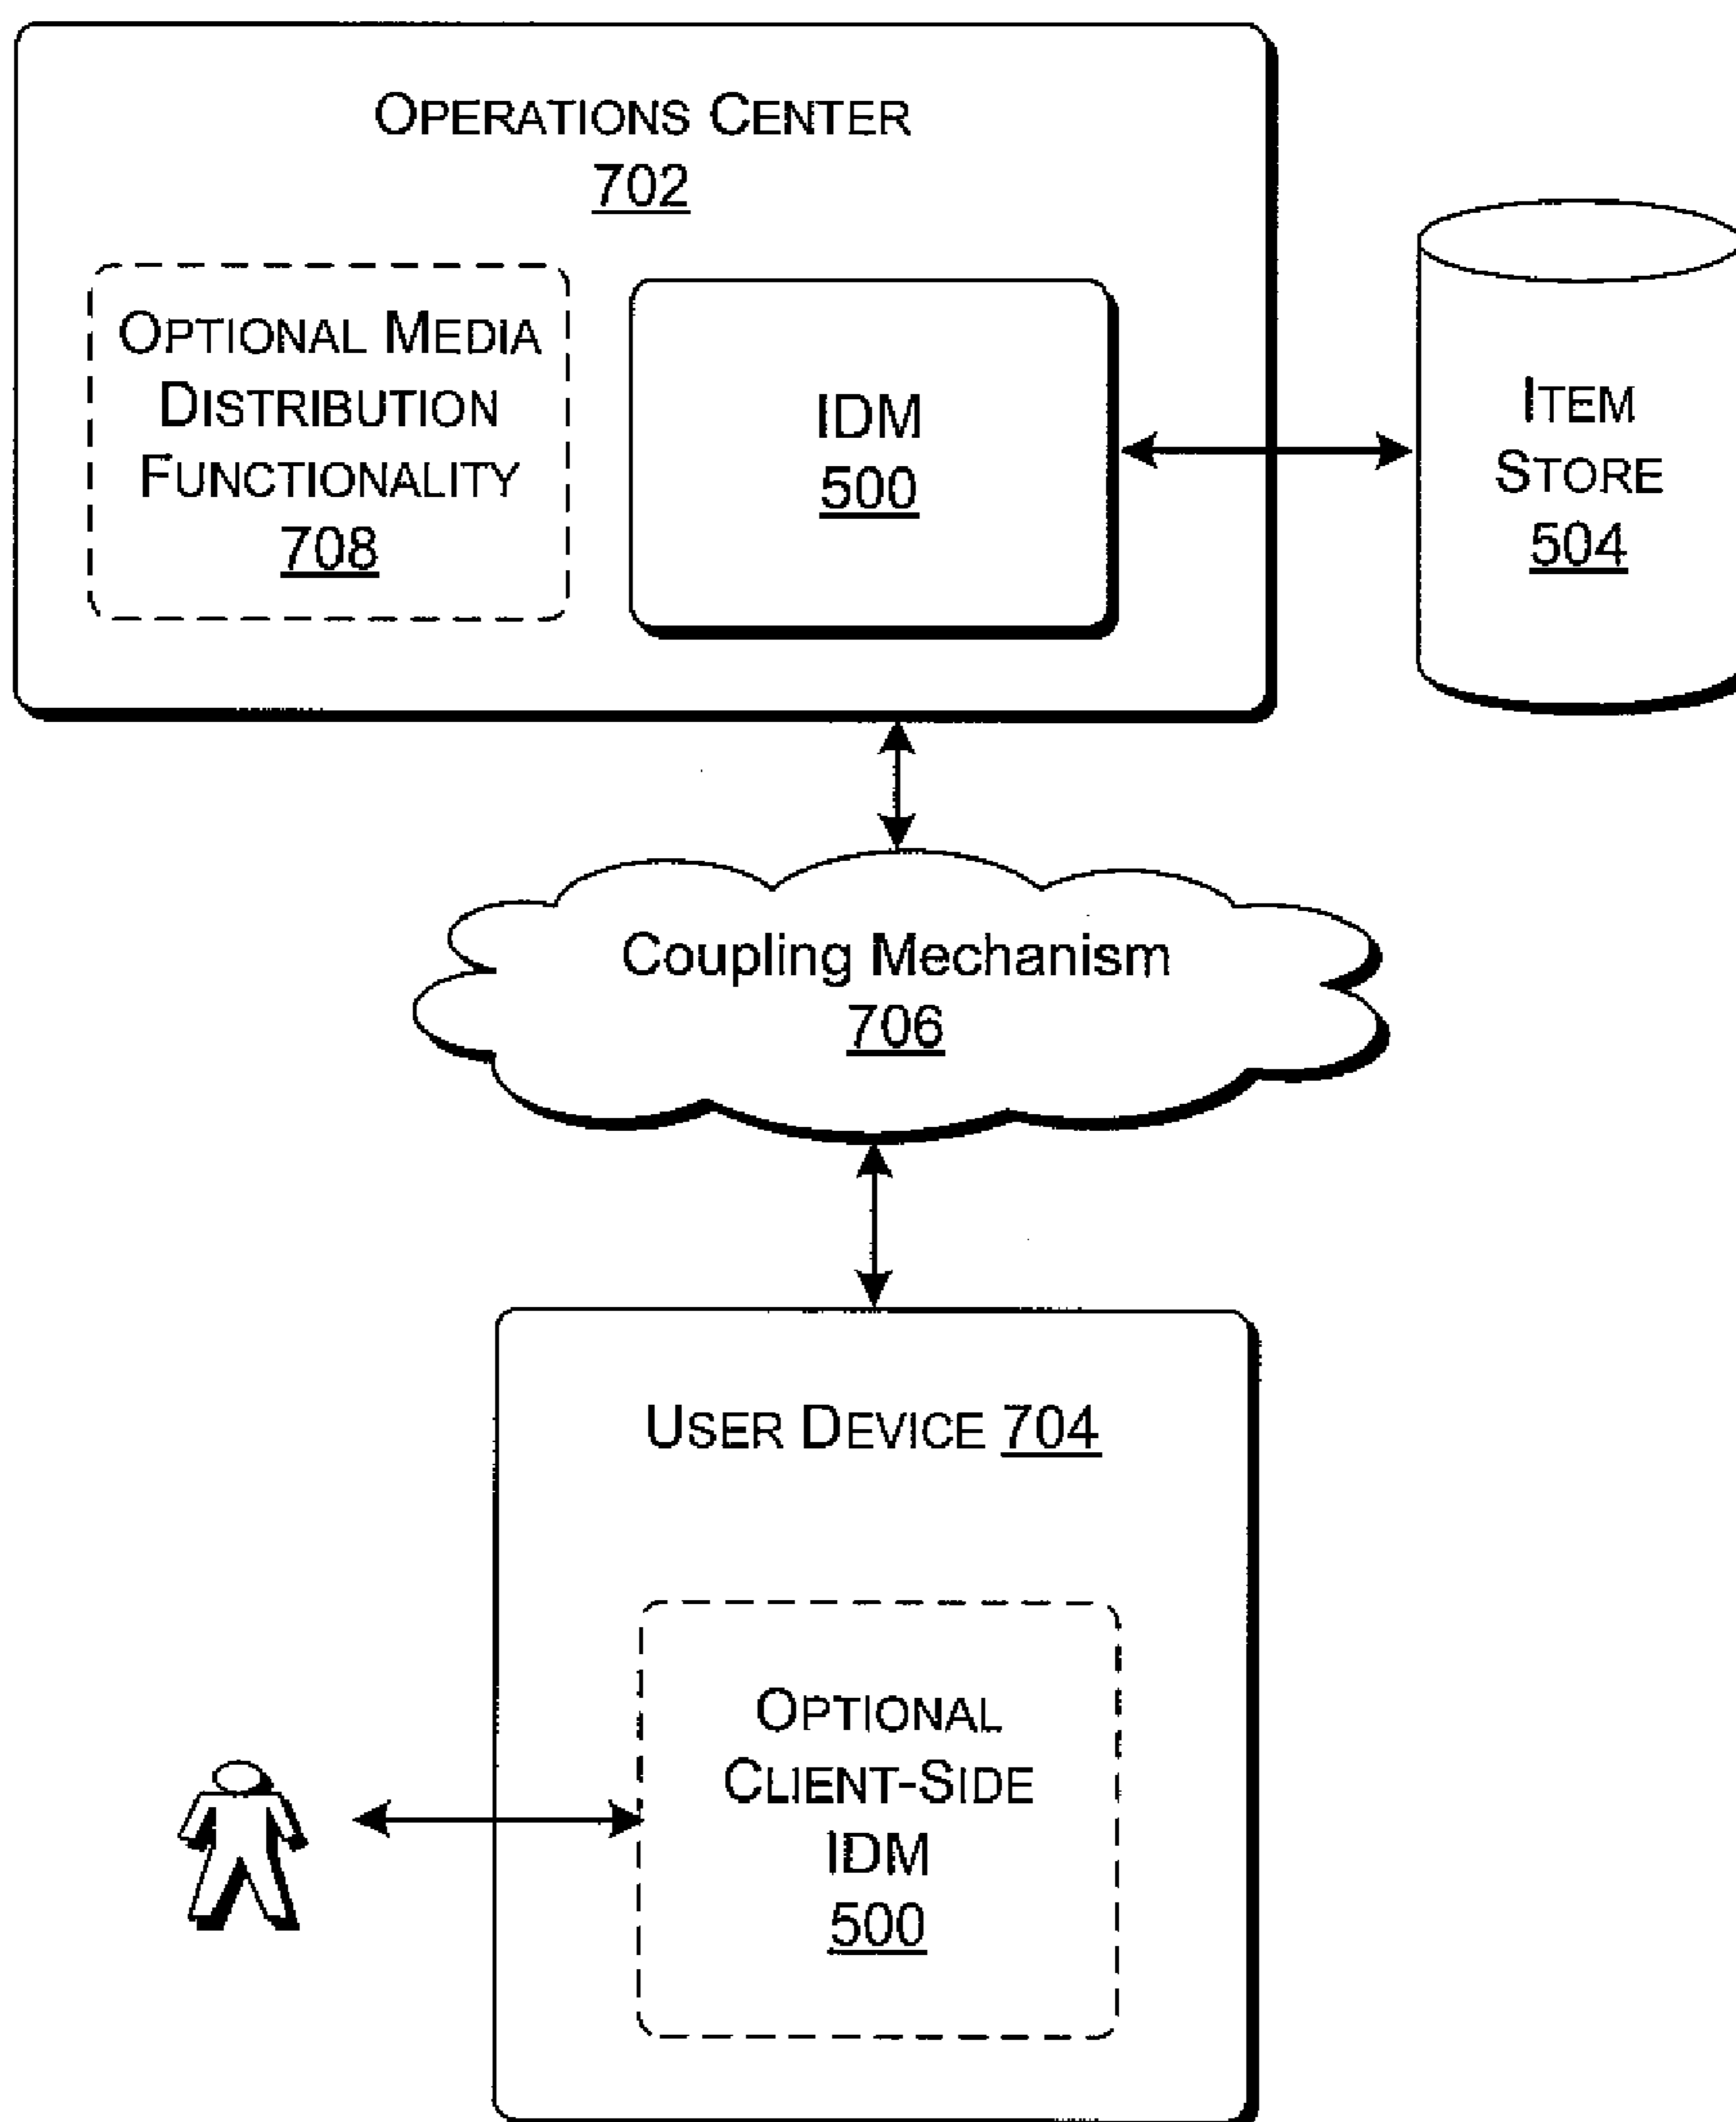 OPERATIONS CENTER
702
OPTIONAL MEDIA
DISTRIBUTION
FUNCTIONALITY
708
IDM
500
ITEM
STORE
504
Coupling Mechanism
706
USER DEVICE 704
OPTIONAL
CLIENT-SIDE
IDM
500